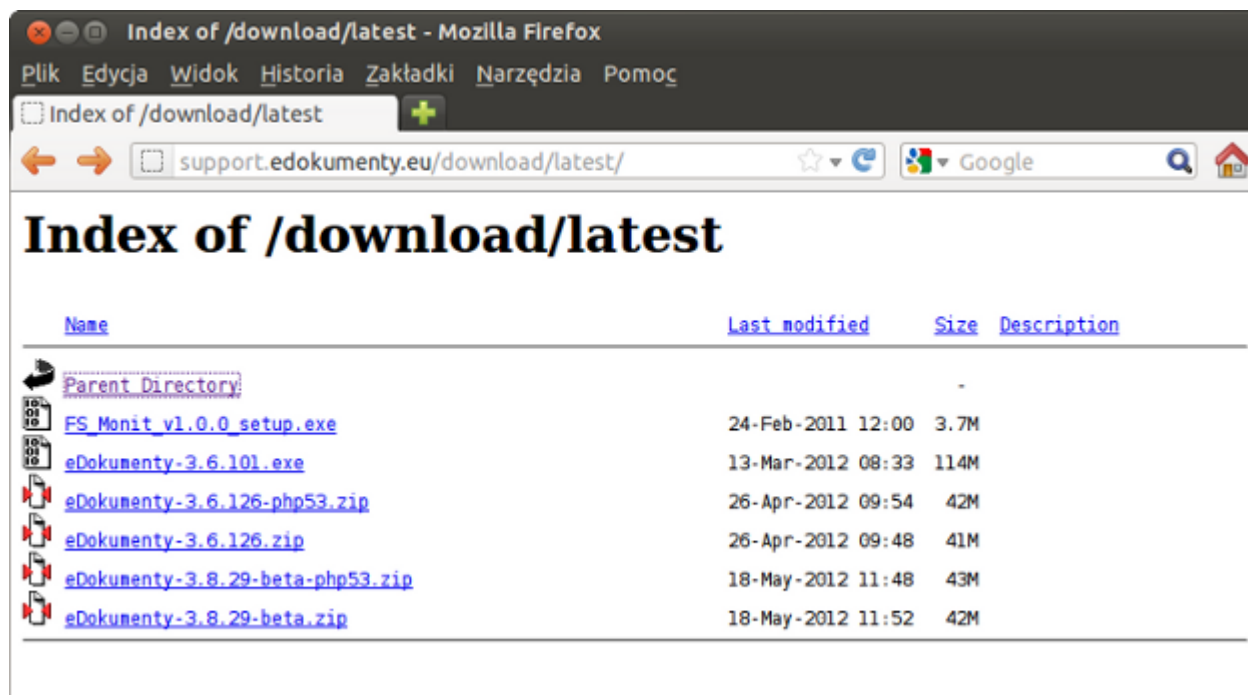 Index of /download/latest - Mozilla Firefox
Plik Edycja Widok Historia Zakładki Narzędzia Pomoc
Index of /download/latest
support.edokumenty.eu/download/latest/ Google
Index of /download/latest
Name Last modified Size Description
Parent Directory -
FS_Monit_v1.0.0_setup.exe 24-Feb-2011 12:00 3.7M
eDokumenty-3.6.101.exe 13-Mar-2012 08:33 114M
eDokumenty-3.6.126-php53.zip 26-Apr-2012 09:54 42M
eDokumenty-3.6.126.zip 26-Apr-2012 09:48 41M
eDokumenty-3.8.29-beta-php53.zip 18-May-2012 11:48 43M
eDokumenty-3.8.29-beta.zip 18-May-2012 11:52 42M